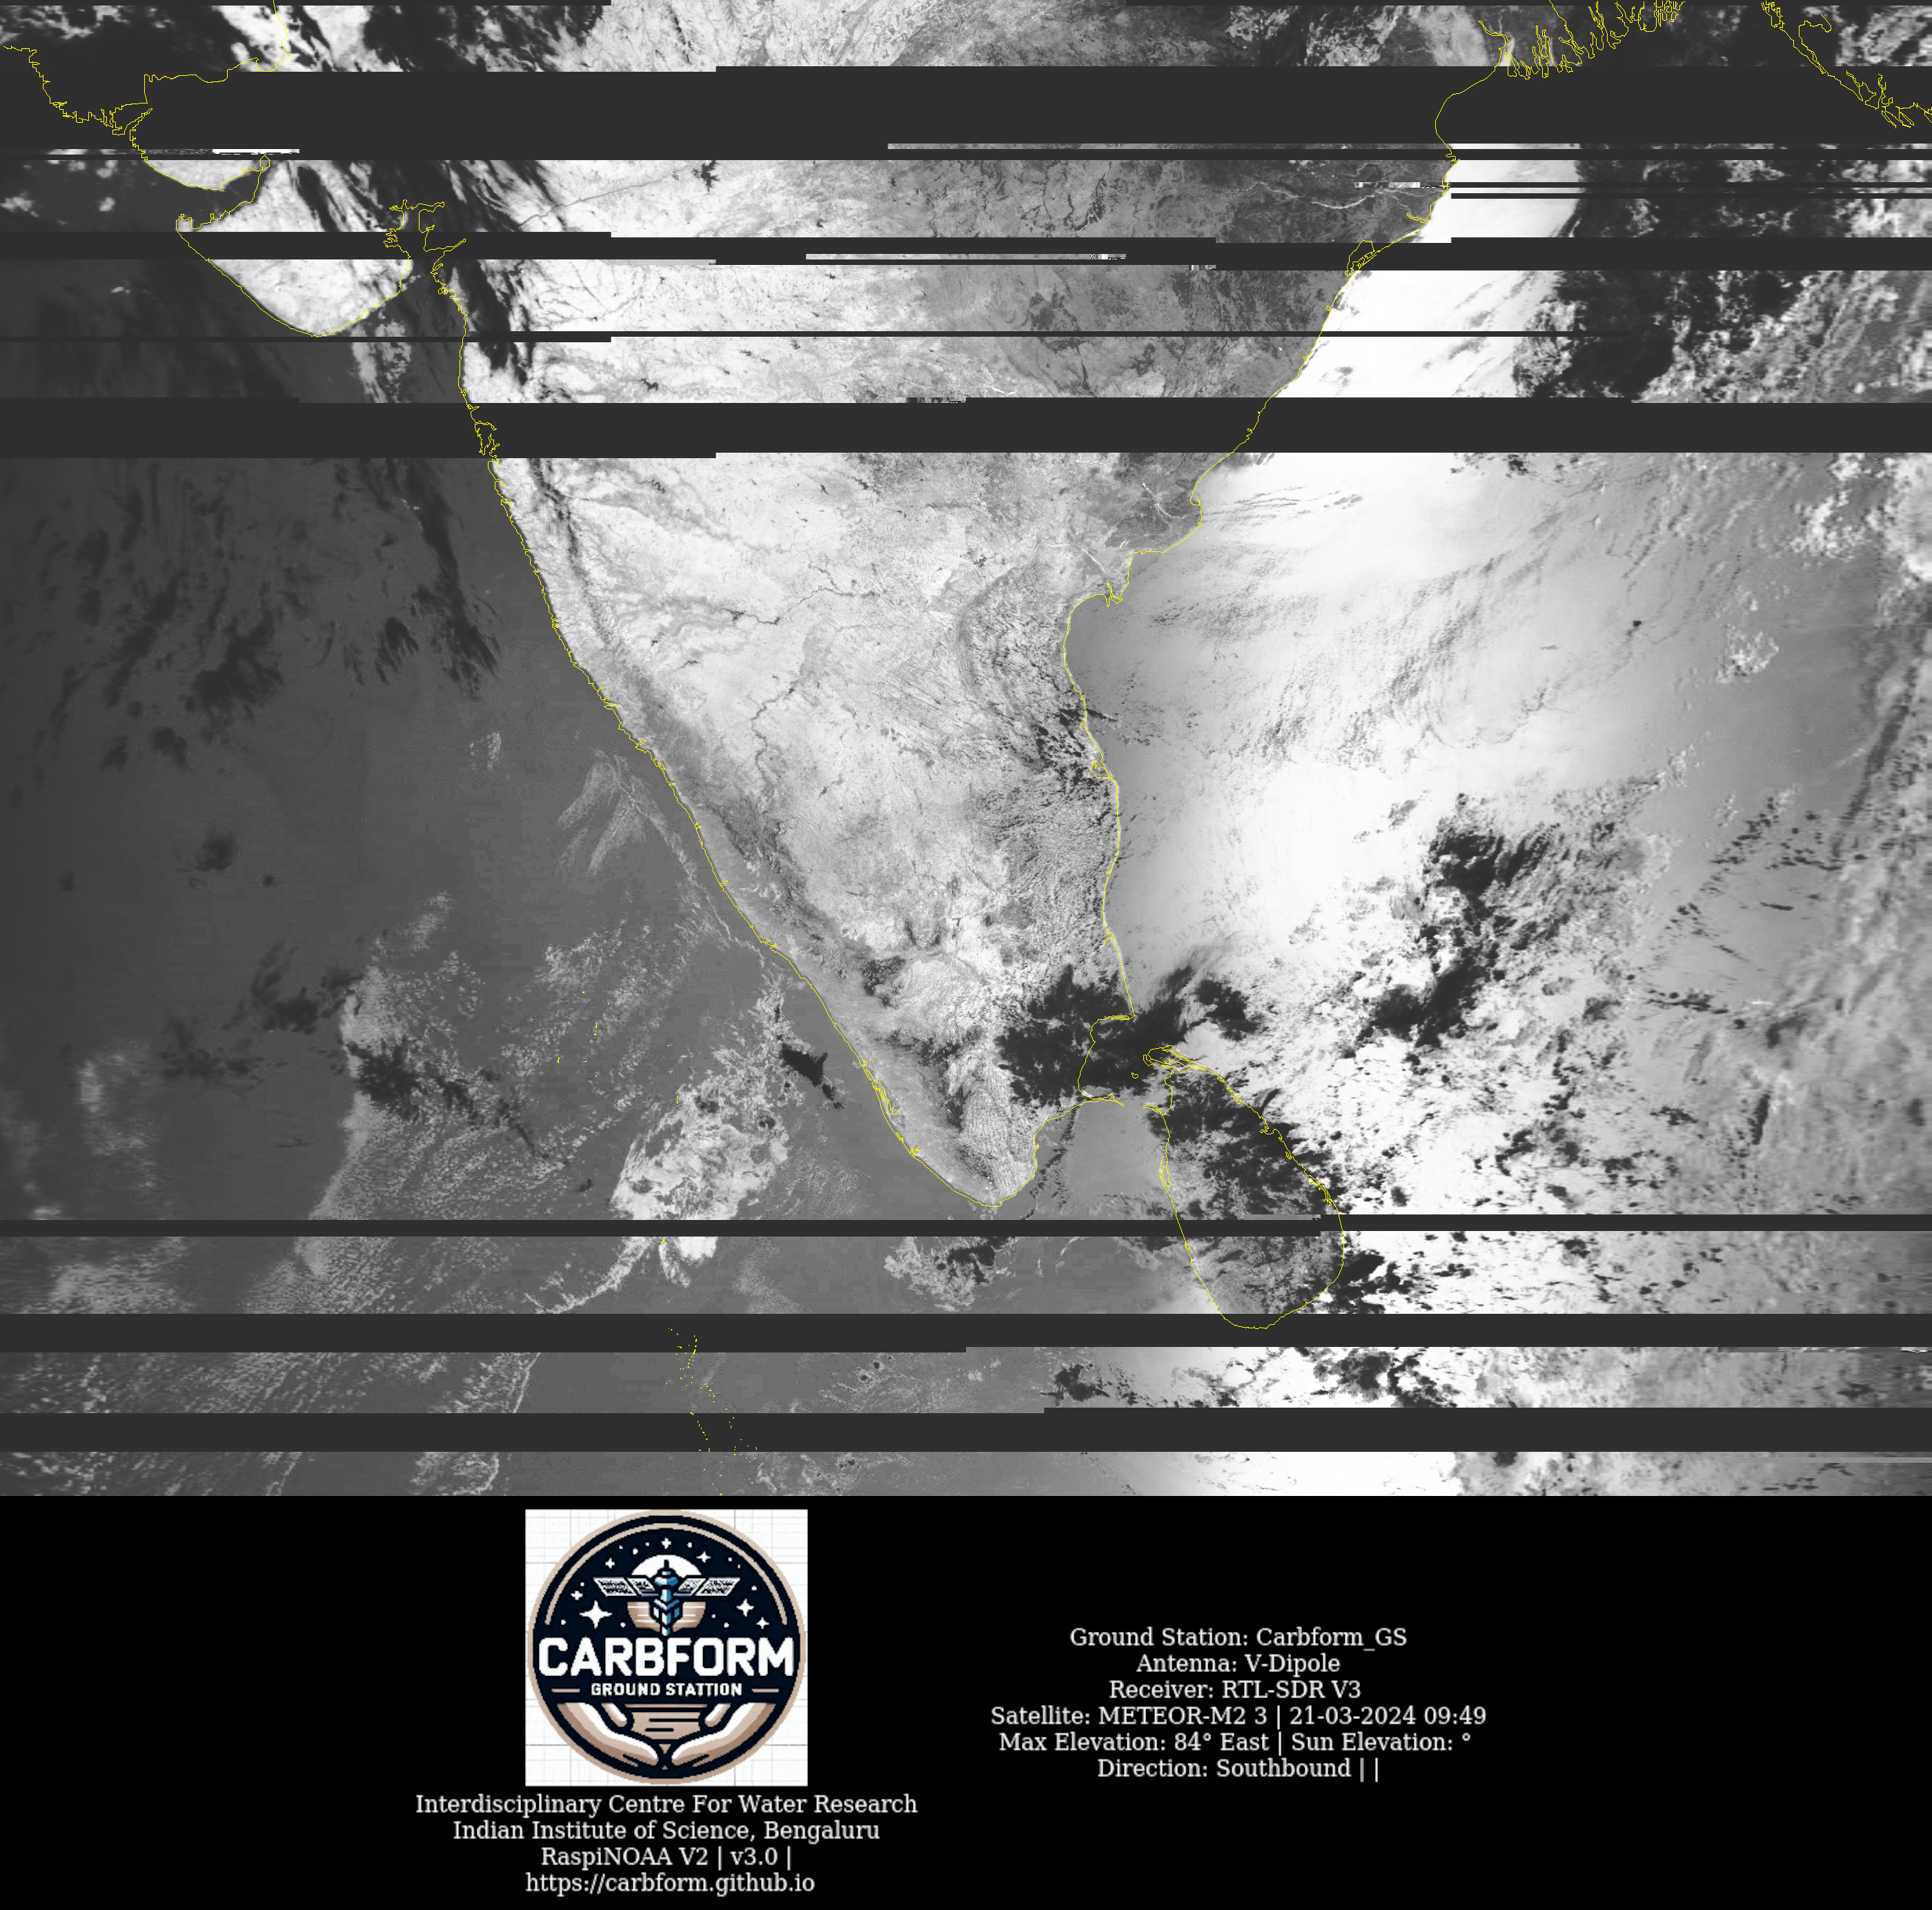 CARBFORM
GROUND STATTION
Interdisciplinary Centre For Water Research
Indian Institute of Science, Bengaluru
RaspiNOAA V2 | v3.0 |
https://carbform.github.io
Ground Station: Carbform_GS
Antenna: V-Dipole
Receiver: RTL-SDR V3
Satellite: METEOR-M2 3 | 21-03-2024 09:49
Max Elevation: 84° East | Sun Elevation: °
Direction: Southbound | |